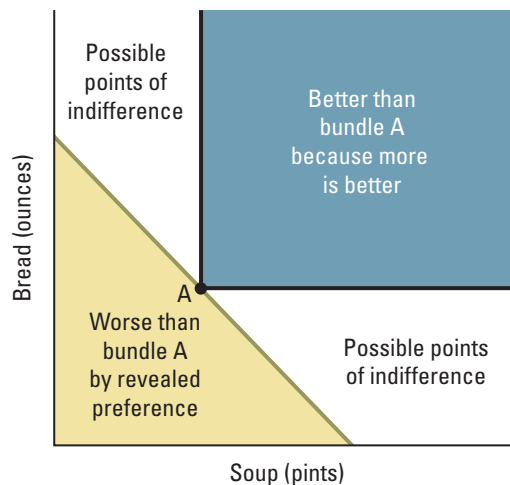 Possible
points of
indifference
Better than
bundle A
because more
is better
Bread (ounces)
A
Worse than
bundle A
by revealed
preference
Possible points
of indifference
Soup (pints)